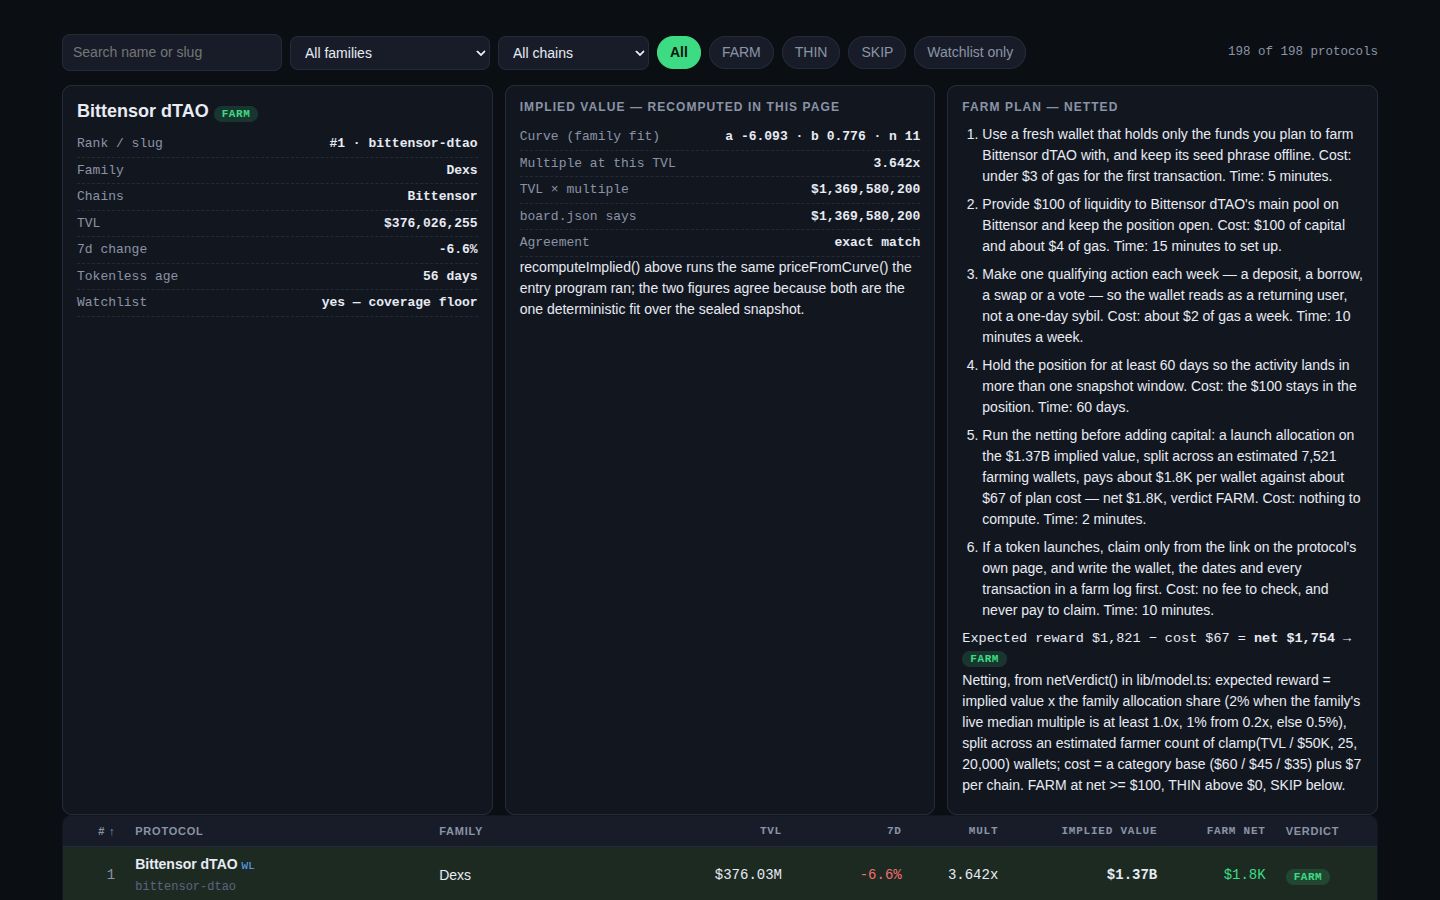 Search name or slug All families All chains All FARM THIN SKIP Watchlist only 198 of 198 protocols
Bittensor dTAO FARM
Rank / slug #1 · bittensor-dtao
Family Dexs
Chains Bittensor
TVL $376,026,255
7d change -6.6%
Tokenless age 56 days
Watchlist yes — coverage floor
IMPLIED VALUE — RECOMPUTED IN THIS PAGE
Curve (family fit) a -6.093 · b 0.776 · n 11
Multiple at this TVL 3.642x
TVL × multiple $1,369,580,200
board.json says $1,369,580,200
Agreement exact match
recomputeImplied() above runs the same priceFromCurve() the
entry program ran; the two figures agree because both are the
one deterministic fit over the sealed snapshot.
FARM PLAN — NETTED
1. Use a fresh wallet that holds only the funds you plan to farm
Bittensor dTAO with, and keep its seed phrase offline. Cost:
under $3 of gas for the first transaction. Time: 5 minutes.
2. Provide $100 of liquidity to Bittensor dTAO's main pool on
Bittensor and keep the position open. Cost: $100 of capital
and about $4 of gas. Time: 15 minutes to set up.
3. Make one qualifying action each week — a deposit, a borrow,
a swap or a vote — so the wallet reads as a returning user,
not a one-day sybil. Cost: about $2 of gas a week. Time: 10
minutes a week.
4. Hold the position for at least 60 days so the activity lands in
more than one snapshot window. Cost: the $100 stays in the
position. Time: 60 days.
5. Run the netting before adding capital: a launch allocation on
the $1.37B implied value, split across an estimated 7,521
farming wallets, pays about $1.8K per wallet against about
$67 of plan cost — net $1.8K, verdict FARM. Cost: nothing to
compute. Time: 2 minutes.
6. If a token launches, claim only from the link on the protocol's
own page, and write the wallet, the dates and every
transaction in a farm log first. Cost: no fee to check, and
never pay to claim. Time: 10 minutes.
Expected reward $1,821 − cost $67 = net $1,754 →
FARM
Netting, from netVerdict() in lib/model.ts: expected reward =
implied value x the family allocation share (2% when the family's
live median multiple is at least 1.0x, 1% from 0.2x, else 0.5%),
split across an estimated farmer count of clamp(TVL / $50K, 25,
20,000) wallets; cost = a category base ($60 / $45 / $35) plus $7
per chain. FARM at net >= $100, THIN above $0, SKIP below.
# ↑ PROTOCOL FAMILY TVL 7D MULT IMPLIED VALUE FARM NET VERDICT
1 Bittensor dTAO WL Dexs $376.03M -6.6% 3.642x $1.37B $1.8K FARM
bittensor-dtao